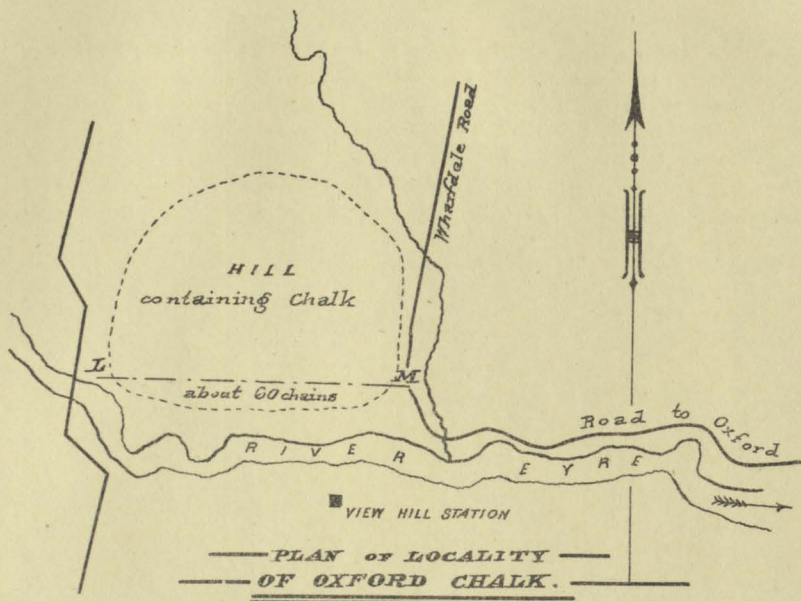 Wharfdale Road
HILL
containing Chalk
L
M
about 60 chains
Road to Oxford
RIVER EYRE
VIEW HILL STATION
PLAN OF LOCALITY
OF OXFORD CHALK.